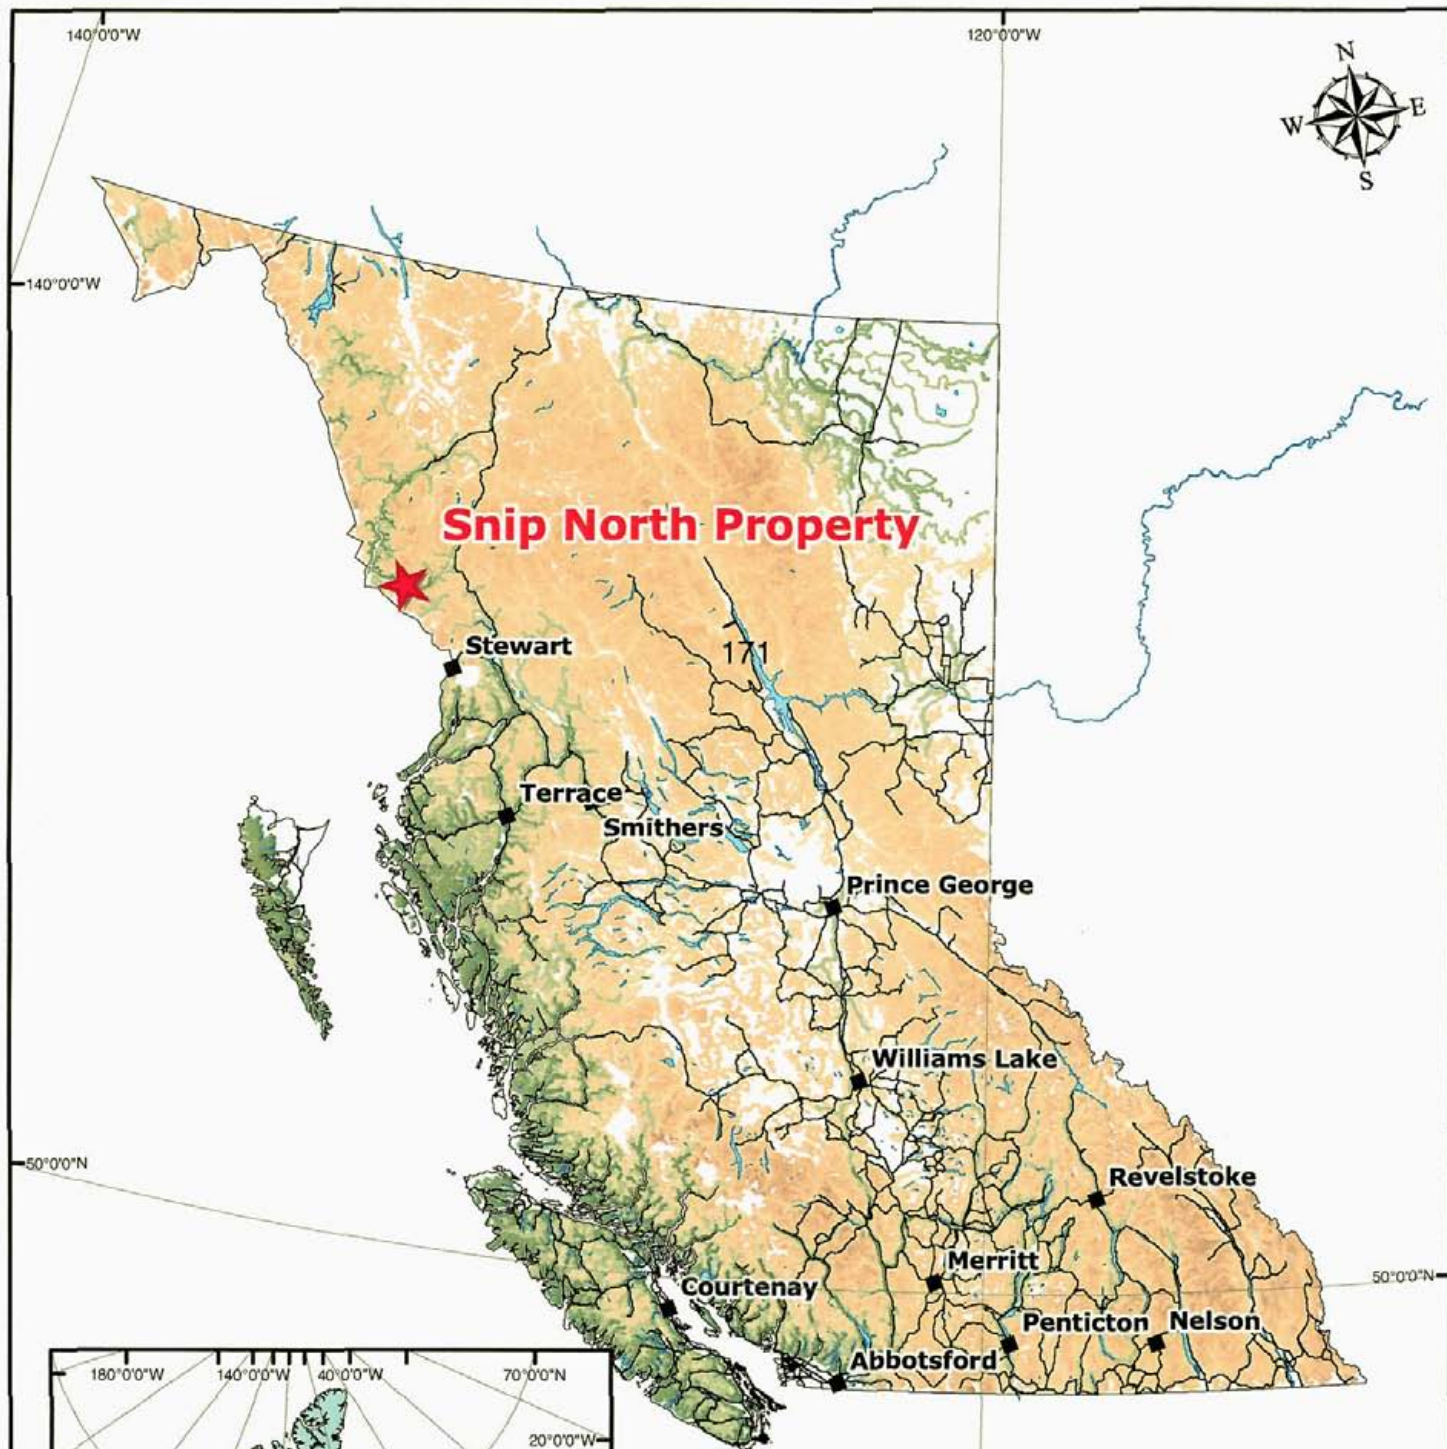 140°0'0"W
120°0'0"W
N
W
E
S
140°0'0"W
Snip North Property
Stewart
171
Terrace
Smithers
Prince George
Williams Lake
50°0'0"N
Revelstoke
Merritt
50°0'0"N
Courtenay
Penticton
Nelson
Abbotsford
180°0'0"W
140°0'0"W
40°0'0"W
70°0'0"N
20°0'0"W